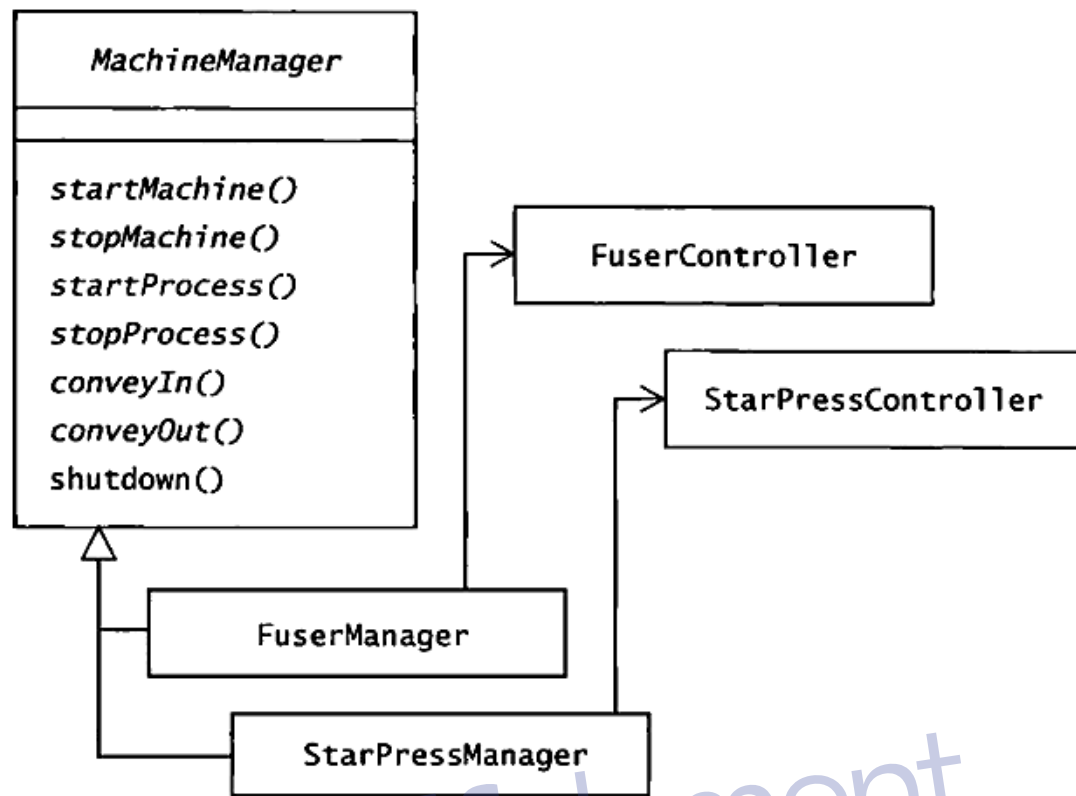 MachineManager
startMachine()
stopMachine()
startProcess()
stopProcess()
conveyIn()
conveyOut()
shutdown()
FuserController
StarPressController
FuserManager
StarPressManager